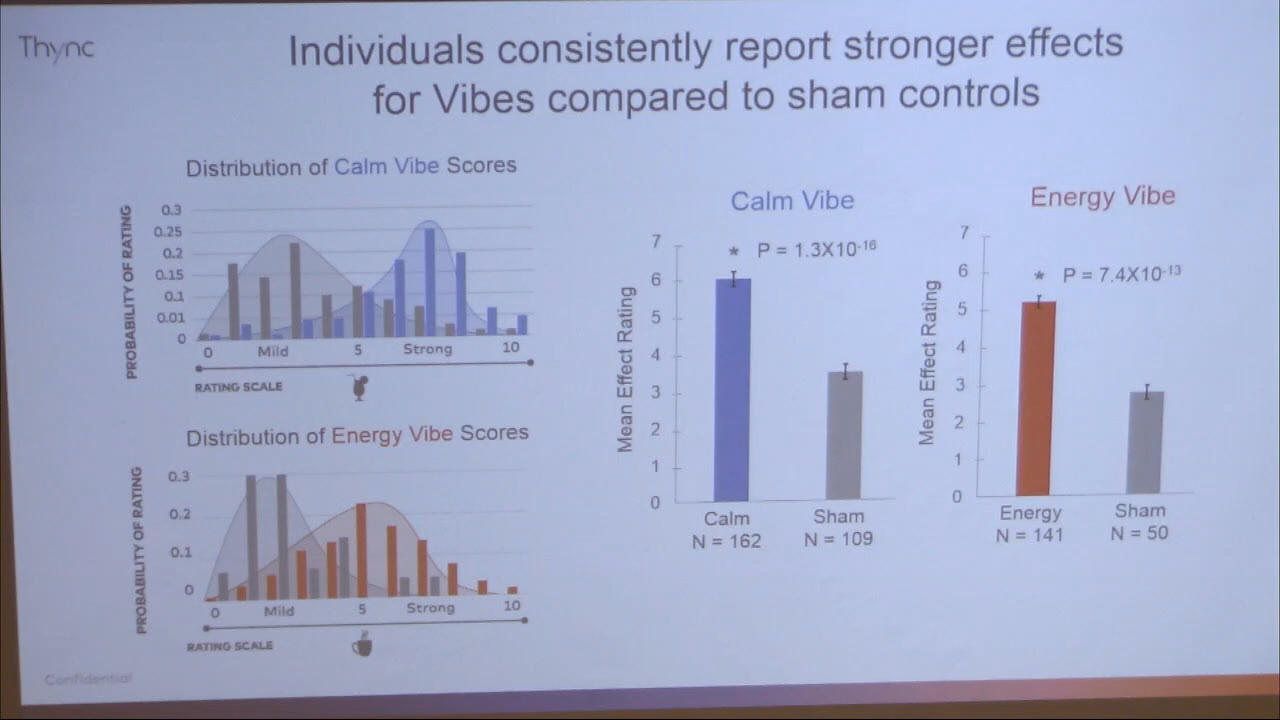 Thync
Individuals consistently report stronger effects
for Vibes compared to sham controls
Distribution of Calm Vibe Scores
PROBABILITY OF RATING
0.3
0.25
0.2
0.15
0.1
0.01
0
0 Mild 5 Strong 10
RATING SCALE
Distribution of Energy Vibe Scores
PROBABILITY OF RATING
0.3
0.2
0.1
0
0 Mild 5 Strong 10
RATING SCALE
Calm Vibe
* P = 1.3X10⁻¹⁶
Mean Effect Rating
7
6
5
4
3
2
1
0
Calm Sham
N = 162 N = 109
Energy Vibe
* P = 7.4X10⁻¹³
Mean Effect Rating
7
6
5
4
3
2
1
0
Energy Sham
N = 141 N = 50
Confidential